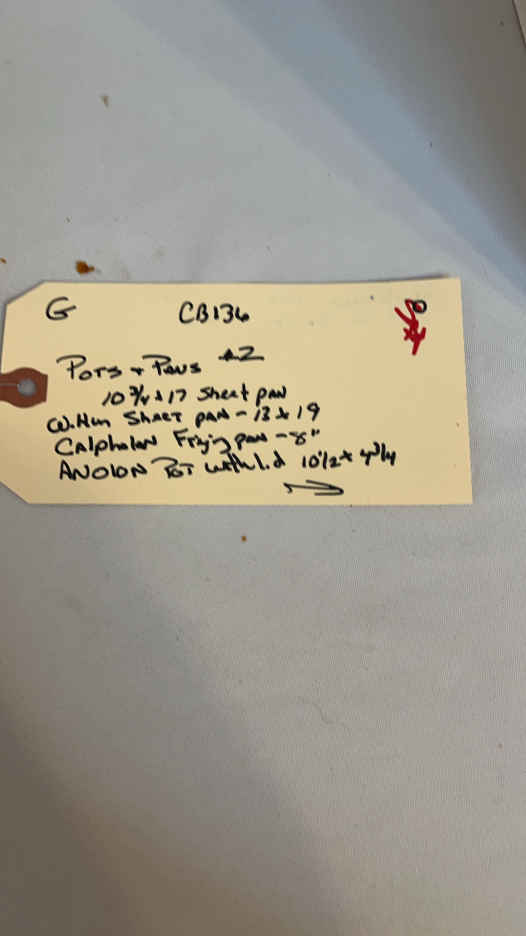 G CB136
Pots + Pans #2
10 3/4 x 17 Sheet pan
Wilton Sheet pan - 13 x 19
Calphalon Frying pan - 8"
ANOLON Pot with lid 10 1/2 x 4 3/4